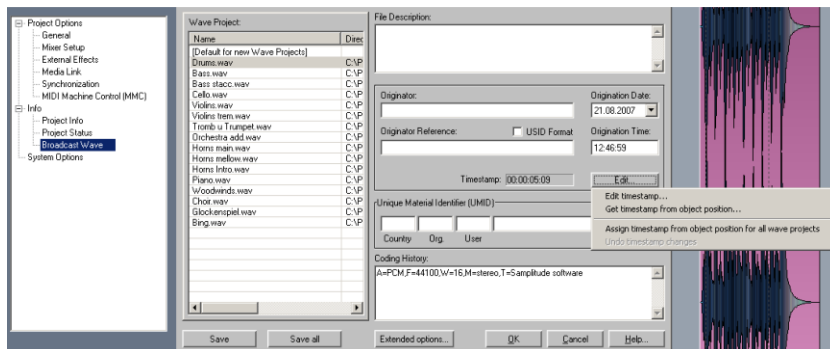 Project Options
General
Mixer Setup
External Effects
Media Link
Synchronization
MIDI Machine Control (MMC)
Info
Project Info
Project Status
Broadcast Wave
System Options
Wave Project:
Name Direc
[Default for new Wave Projects]
Drums.wav C:\P
Bass.wav C:\P
Bass stacc.wav C:\P
Cello.wav C:\P
Violins.wav C:\P
Violins trem.wav C:\P
Tromb u Trumpet.wav C:\P
Orchestra add.wav C:\P
Horns main.wav C:\P
Horns mellow.wav C:\P
Horns Intro.wav C:\P
Piano.wav C:\P
Woodwinds.wav C:\P
Choir.wav C:\P
Glockenspiel.wav C:\P
Bing.wav C:\P
Save Save all
File Description:
Originator: Origination Date:
21.08.2007
Originator Reference: USID Format Origination Time:
12:46:59
Timestamp: 00:00:05:09 Edit...
Edit timestamp...
Get timestamp from object position...
Assign timestamp from object position for all wave projects
Undo timestamp changes
Unique Material Identifier (UMID)
Country Org. User
Coding History:
A=PCM,F=44100,W=16,M=stereo,T=Samplitude software
Extended options... OK Cancel Help...